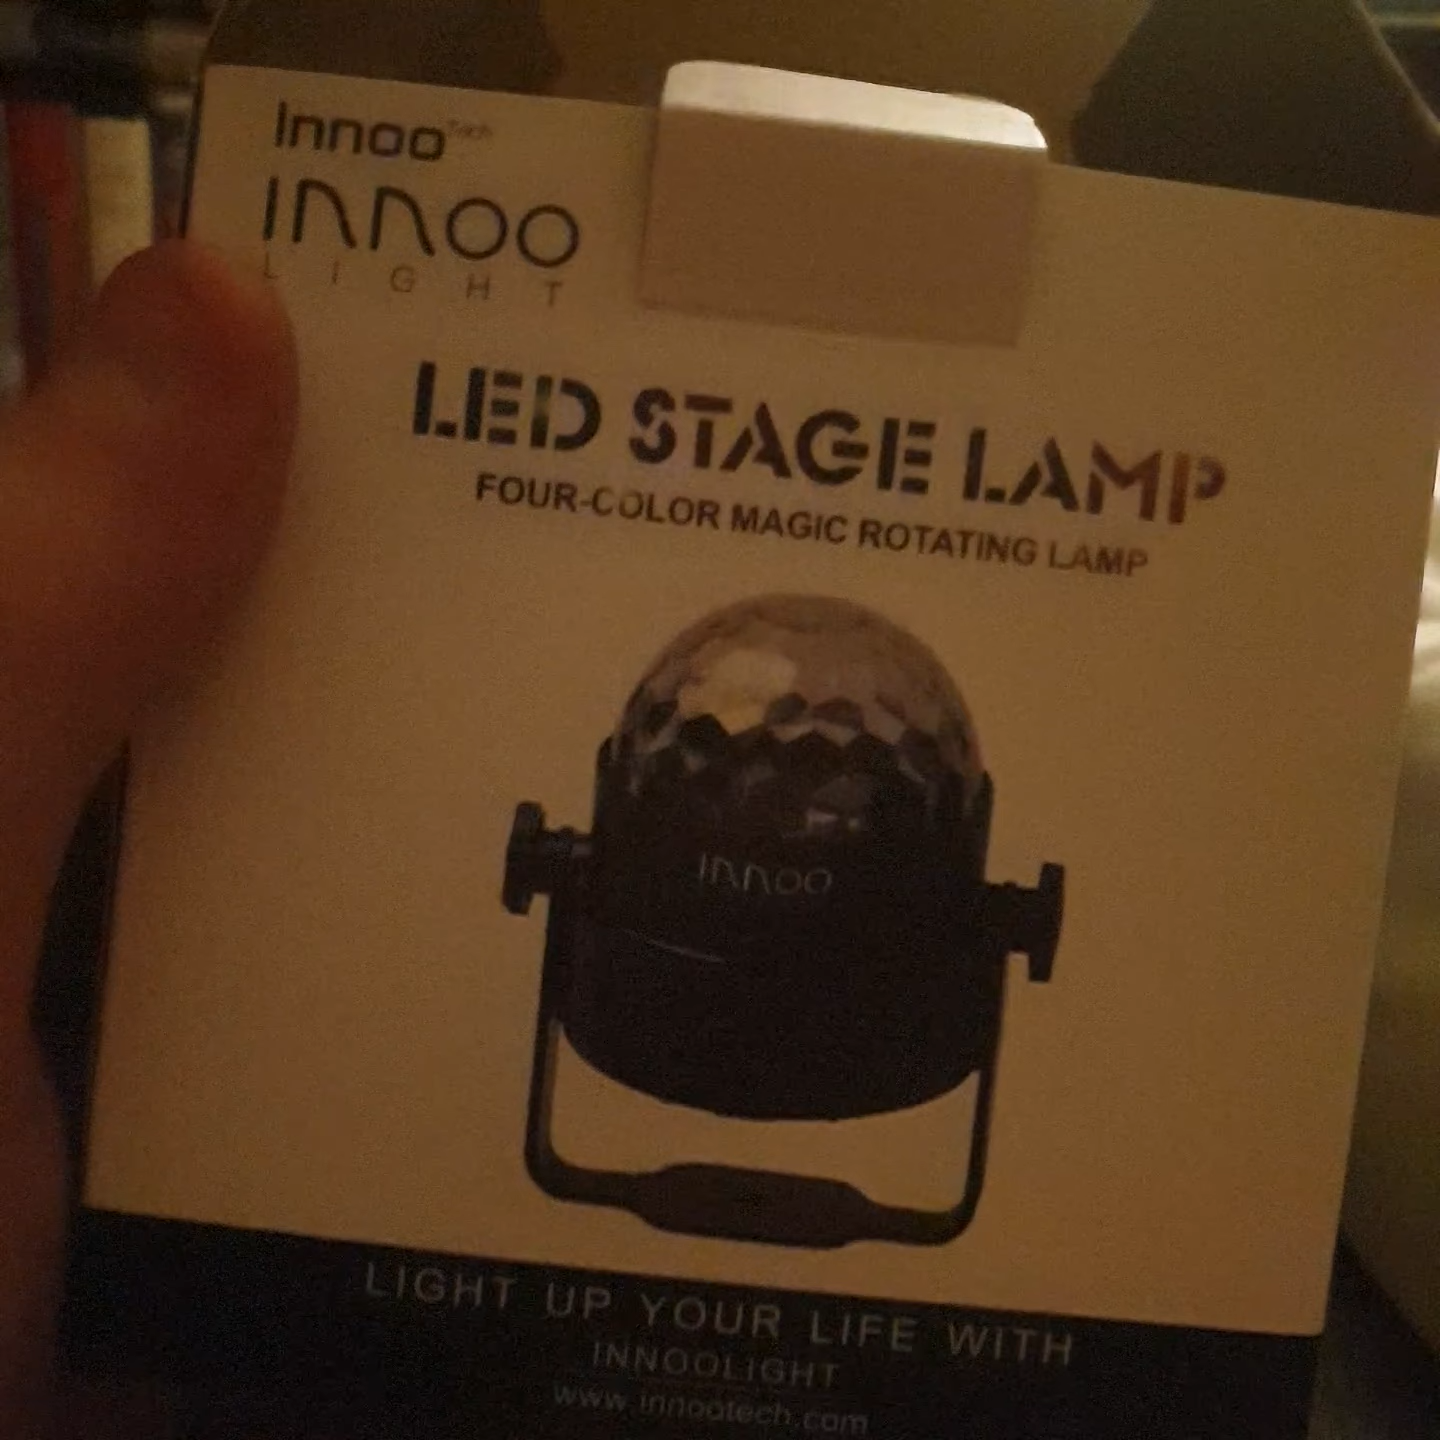 Innoo Tech
INNOO
LIGHT
LED STAGE LAMP
FOUR-COLOR MAGIC ROTATING LAMP
INNOO
LIGHT UP YOUR LIFE WITH
INNOOLIGHT
www.innootech.com